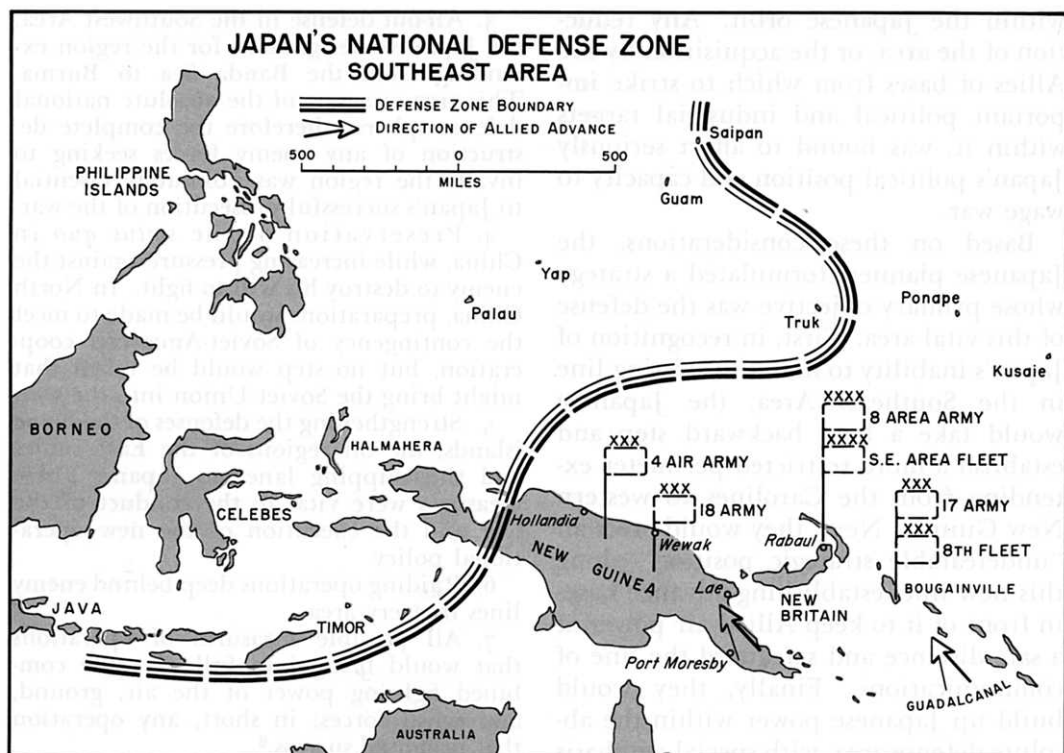 JAPAN'S NATIONAL DEFENSE ZONE
SOUTHEAST AREA
DEFENSE ZONE BOUNDARY
DIRECTION OF ALLIED ADVANCE
500 0 500
MILES
Saipan
PHILIPPINE
ISLANDS
Guam
Yap
Palau
Ponape
Truk
Kusaie
BORNEO
HALMAHERA
CELEBES
XXXX
8 AREA ARMY
XXXX
S.E. AREA FLEET
XXX
4 AIR ARMY
XXX
18 ARMY
XXX
17 ARMY
XXX
8TH FLEET
Hollandia
NEW
GUINEA
Wewak
Rabaul
Lae
NEW
BRITAIN
BOUGAINVILLE
JAVA
TIMOR
Port Moresby
GUADALCANAL
AUSTRALIA